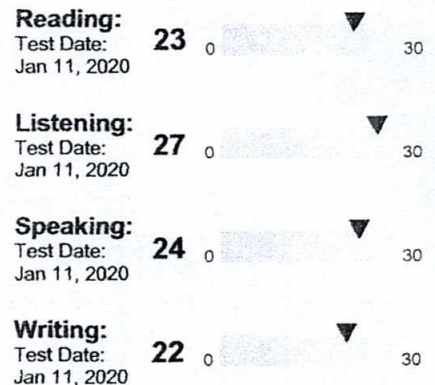 Reading:
Test Date: 23 0 30
Jan 11, 2020
Listening:
Test Date: 27 0 30
Jan 11, 2020
Speaking:
Test Date: 24 0 30
Jan 11, 2020
Writing:
Test Date: 22 0 30
Jan 11, 2020